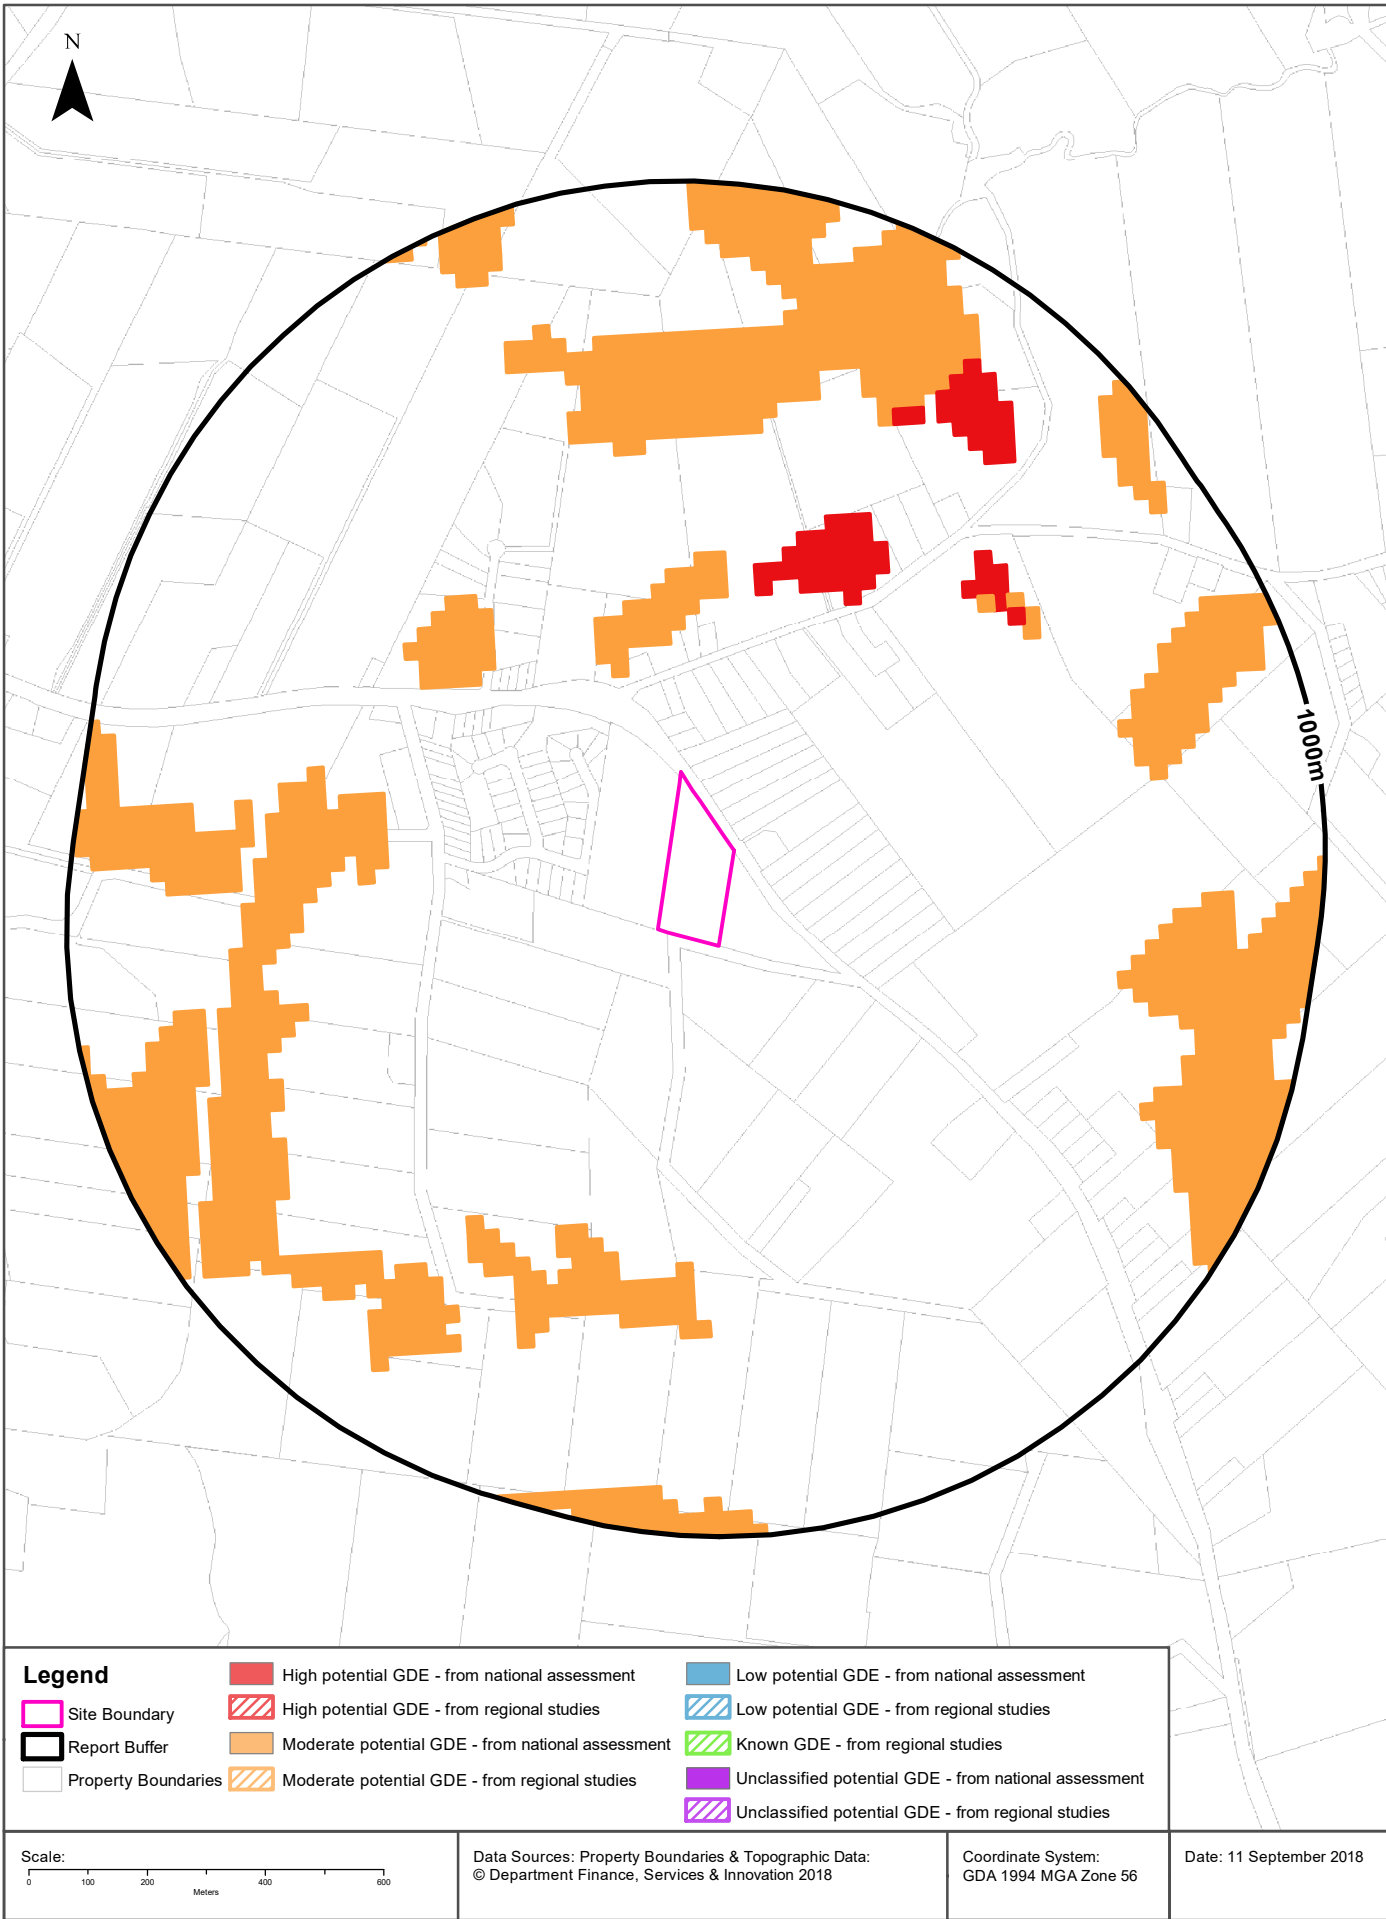 N
1000m
Legend
Site Boundary
Report Buffer
Property Boundaries
High potential GDE - from national assessment
High potential GDE - from regional studies
Moderate potential GDE - from national assessment
Moderate potential GDE - from regional studies
Low potential GDE - from national assessment
Low potential GDE - from regional studies
Known GDE - from regional studies
Unclassified potential GDE - from national assessment
Unclassified potential GDE - from regional studies
Scale:
0 100 200 400 600
Meters
Data Sources: Property Boundaries & Topographic Data:
© Department Finance, Services & Innovation 2018
Coordinate System:
GDA 1994 MGA Zone 56
Date: 11 September 2018